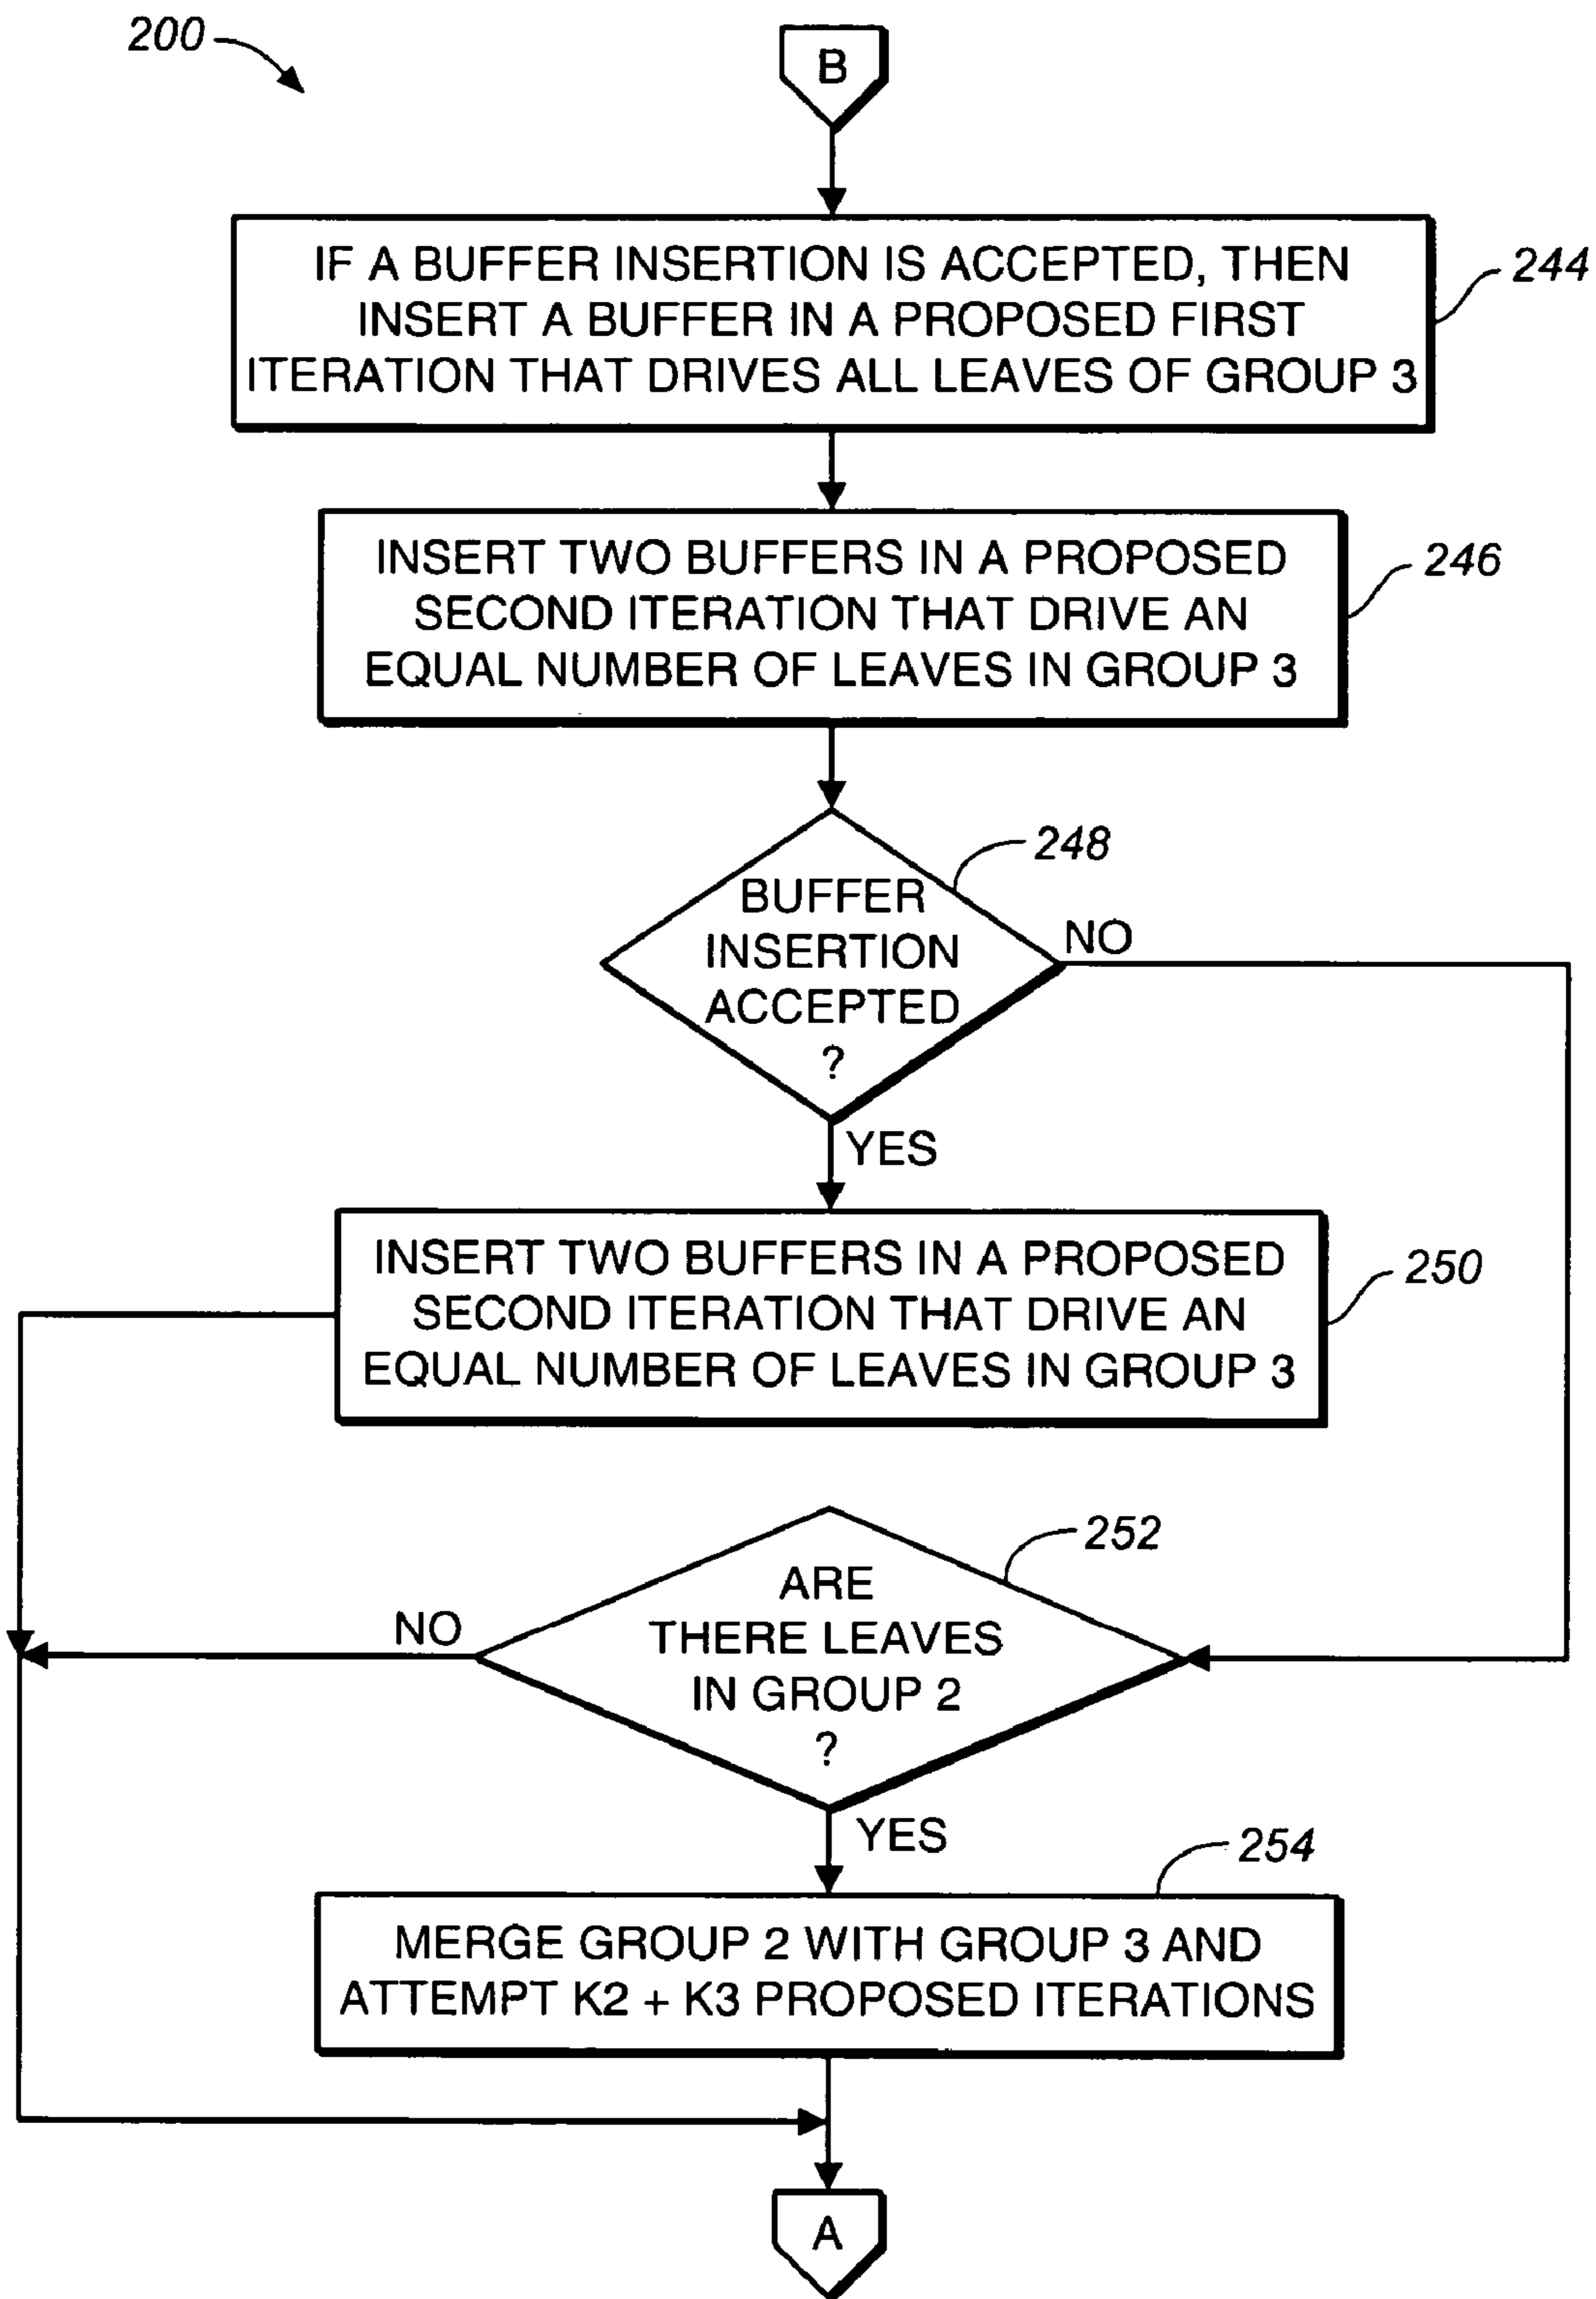 200
B
IF A BUFFER INSERTION IS ACCEPTED, THEN
INSERT A BUFFER IN A PROPOSED FIRST
ITERATION THAT DRIVES ALL LEAVES OF GROUP 3
244
INSERT TWO BUFFERS IN A PROPOSED
SECOND ITERATION THAT DRIVE AN
EQUAL NUMBER OF LEAVES IN GROUP 3
246
248
BUFFER
INSERTION
ACCEPTED
?
NO
YES
INSERT TWO BUFFERS IN A PROPOSED
SECOND ITERATION THAT DRIVE AN
EQUAL NUMBER OF LEAVES IN GROUP 3
250
252
ARE
THERE LEAVES
IN GROUP 2
?
NO
YES
254
MERGE GROUP 2 WITH GROUP 3 AND
ATTEMPT K2 + K3 PROPOSED ITERATIONS
A